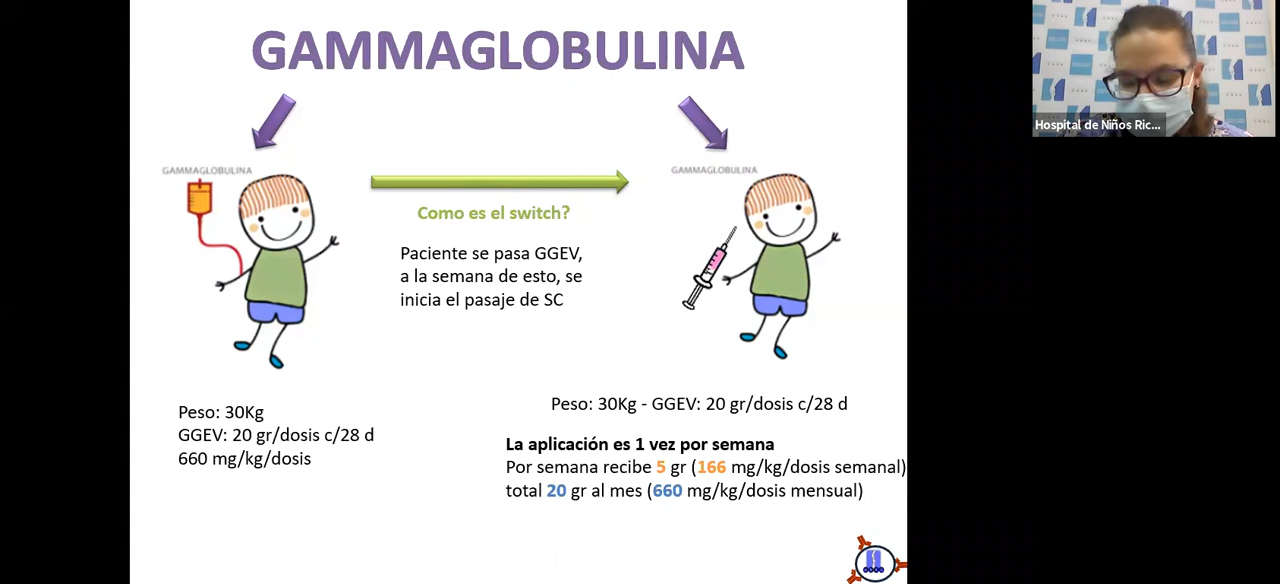 GAMMAGLOBULINA
Hospital de Niños Ric...
GAMMAGLOBULINA
GAMMAGLOBULINA
Como es el switch?
Paciente se pasa GGEV,
a la semana de esto, se
inicia el pasaje de SC
Peso: 30Kg
GGEV: 20 gr/dosis c/28 d
660 mg/kg/dosis
Peso: 30Kg - GGEV: 20 gr/dosis c/28 d
La aplicación es 1 vez por semana
Por semana recibe 5 gr (166 mg/kg/dosis semanal)
total 20 gr al mes (660 mg/kg/dosis mensual)